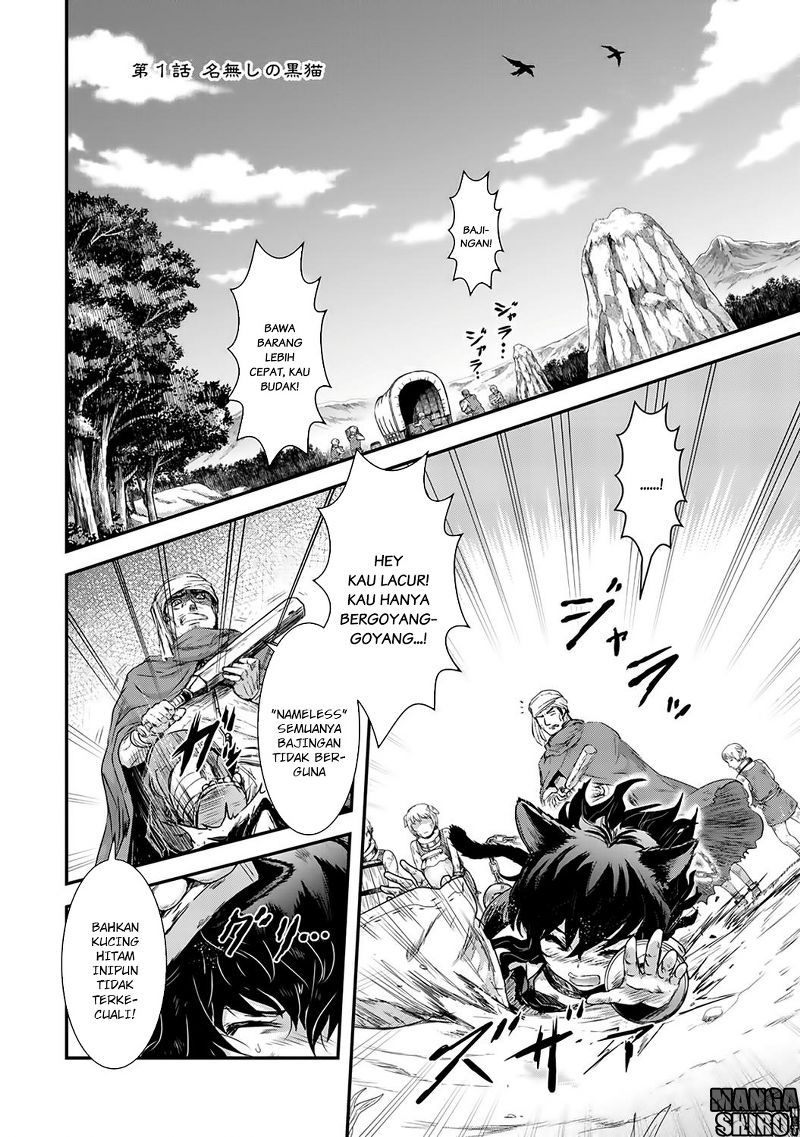 第1話 名無しの黒猫
BAJI-
NGAN!
ジャラ
ジャラ
BAWA
BARANG
LEBIH
CEPAT, KAU
BUDAK!
......!
HEY
KAU LACUR!
KAU HANYA
BERGOYANG-
GOYANG...!
ジャラ
"NAMELESS"
SEMUANYA
BAJINGAN
TIDAK BER-
GUNA
ズザァ
BAHKAN
KUCING
HITAM
INIPUN
TIDAK
TERKE-
CUALI!
グリ...
MANGA
SHIRO!